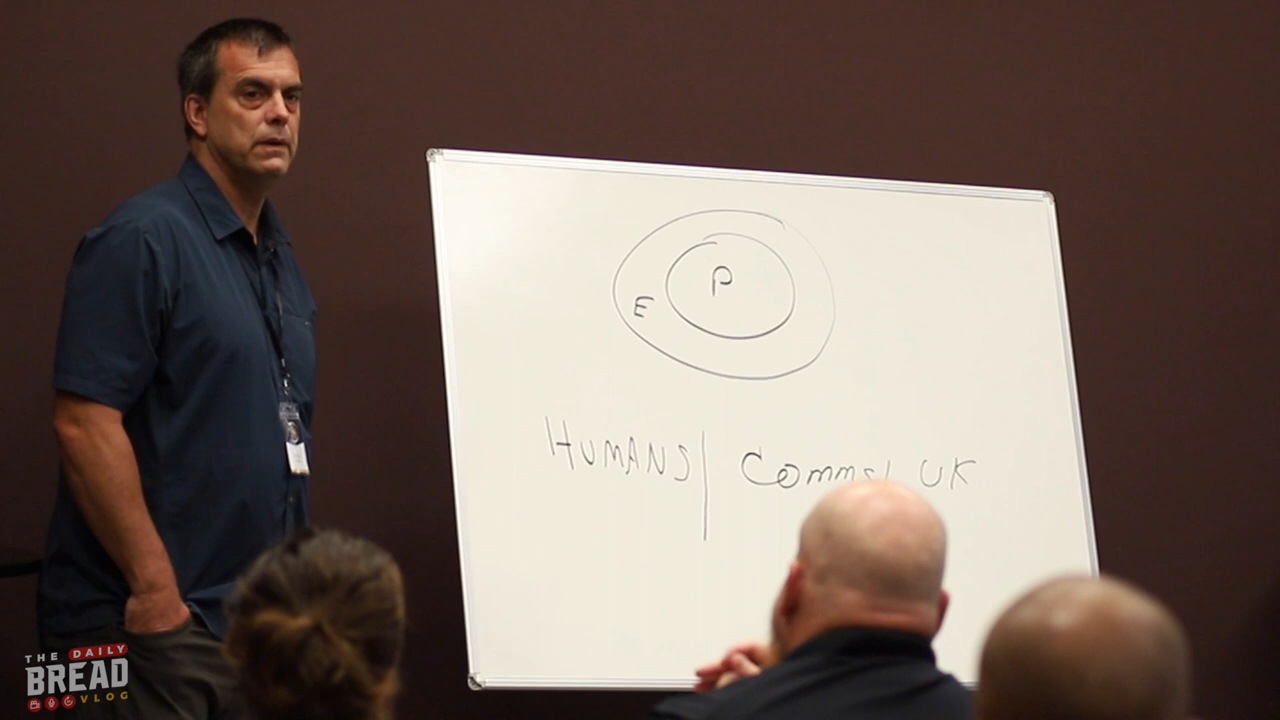 P
E
HUMANS| Comms/ UK
THE DAILY
BREAD
VLOG